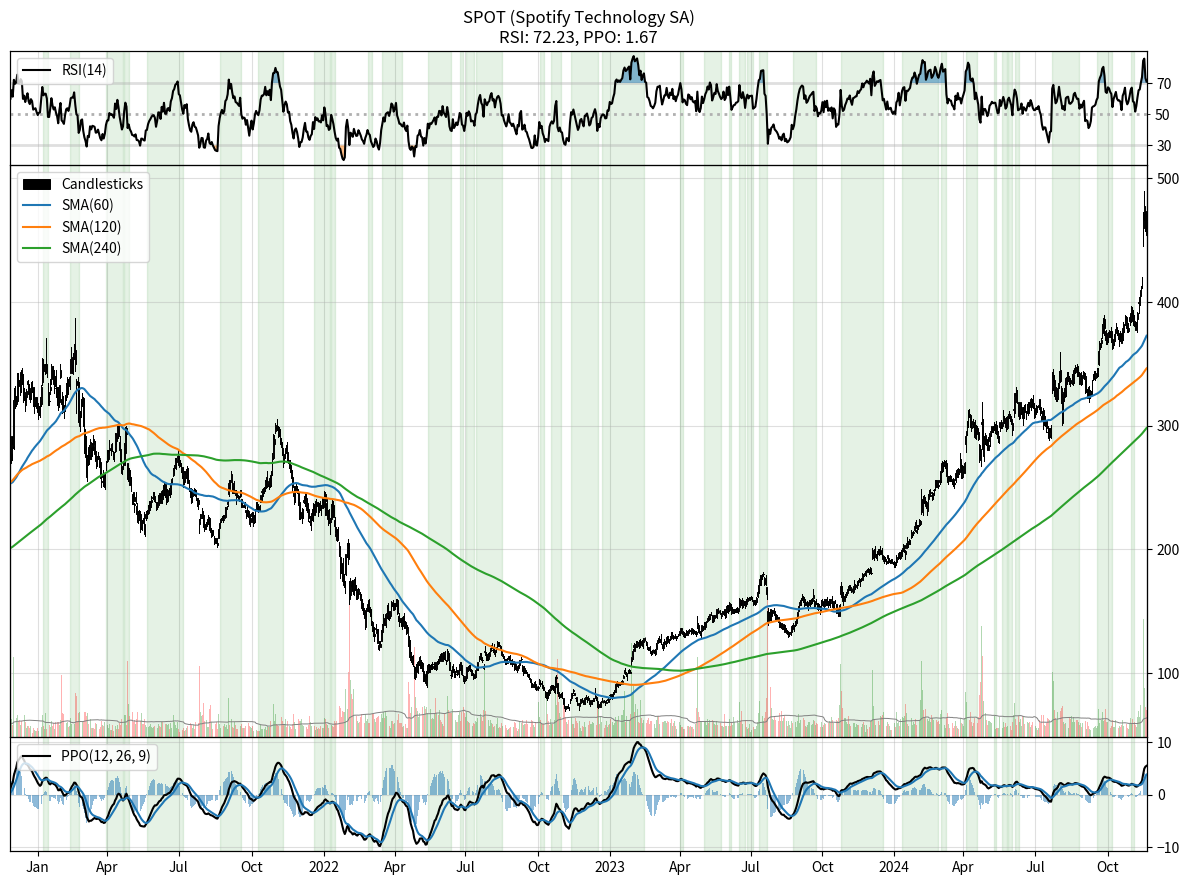 SPOT (Spotify Technology SA)
RSI: 72.23, PPO: 1.67
RSI(14)
70
50
30
Candlesticks
SMA(60)
SMA(120)
SMA(240)
500
400
300
200
100
PPO(12, 26, 9)
10
0
−10
Jan Apr Jul Oct 2022 Apr Jul Oct 2023 Apr Jul Oct 2024 Apr Jul Oct